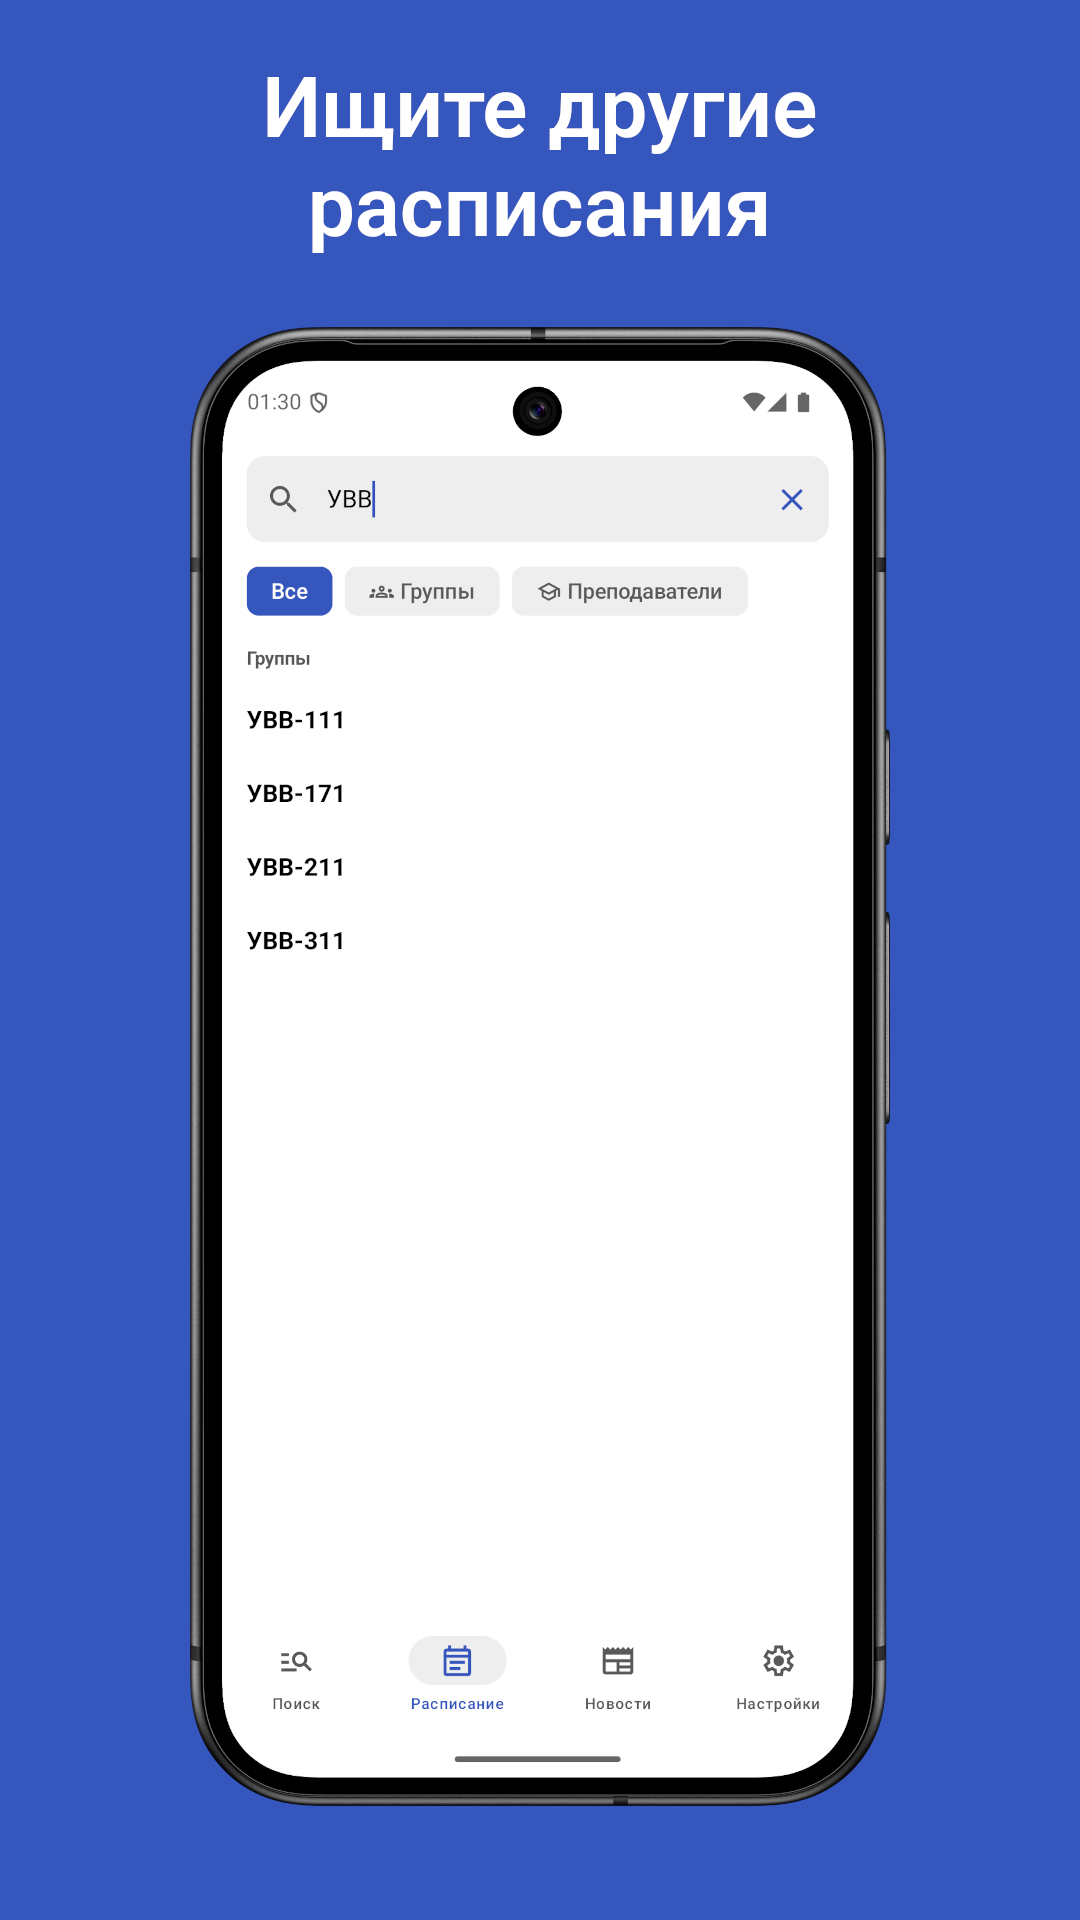 Ищите другие
расписания
01:30
УВВ
Все
Группы
Преподаватели
Группы
УВВ-111
УВВ-171
УВВ-211
УВВ-311
Поиск
Расписание
Новости
Настройки